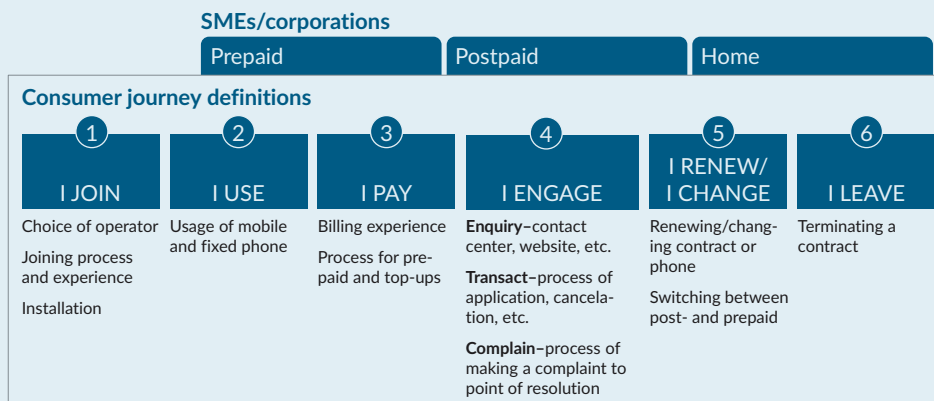 SMEs/corporations
Prepaid
Postpaid
Home
Consumer journey definitions
1
I JOIN
Choice of operator
Joining process
and experience
Installation
2
I USE
Usage of mobile
and fixed phone
3
I PAY
Billing experience
Process for pre-
paid and top-ups
4
I ENGAGE
Enquiry–contact
center, website, etc.
Transact–process of
application, cancela-
tion, etc.
Complain–process of
making a complaint to
point of resolution
5
I RENEW/
I CHANGE
Renewing/chang-
ing contract or
phone
Switching between
post- and prepaid
6
I LEAVE
Terminating a
contract